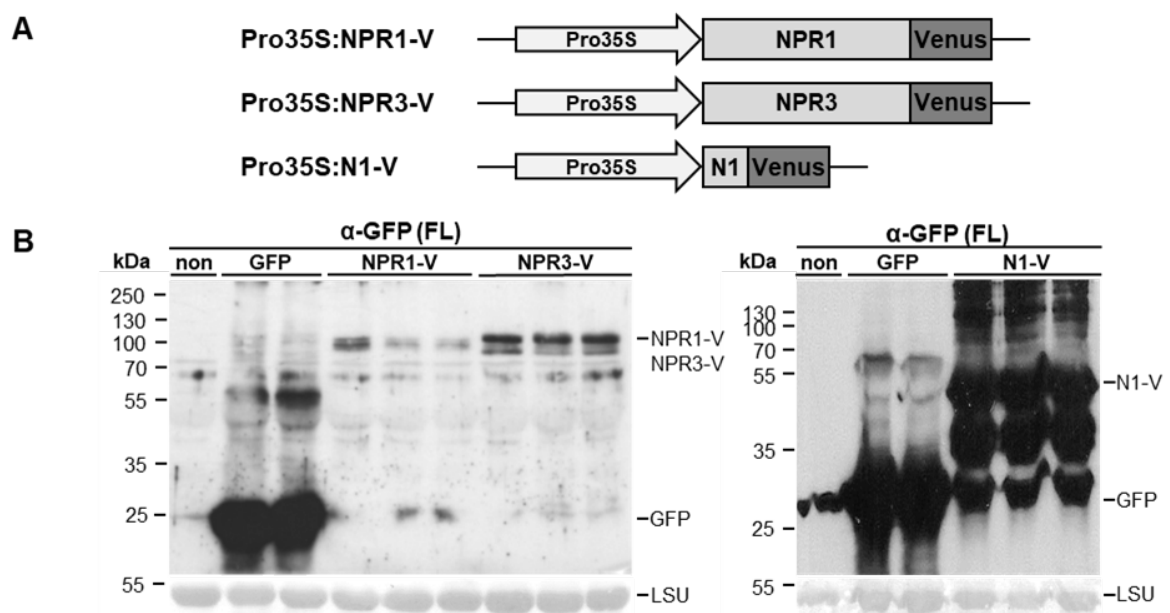 A
Pro35S:NPR1-V Pro35S NPR1 Venus
Pro35S:NPR3-V Pro35S NPR3 Venus
Pro35S:N1-V Pro35S N1 Venus
B
α-GFP (FL)
kDa non GFP NPR1-V NPR3-V
250
130
100
70
55
35
25
55
NPR1-V
NPR3-V
GFP
LSU
α-GFP (FL)
kDa non GFP N1-V
130
100
70
55
35
25
55
N1-V
GFP
LSU